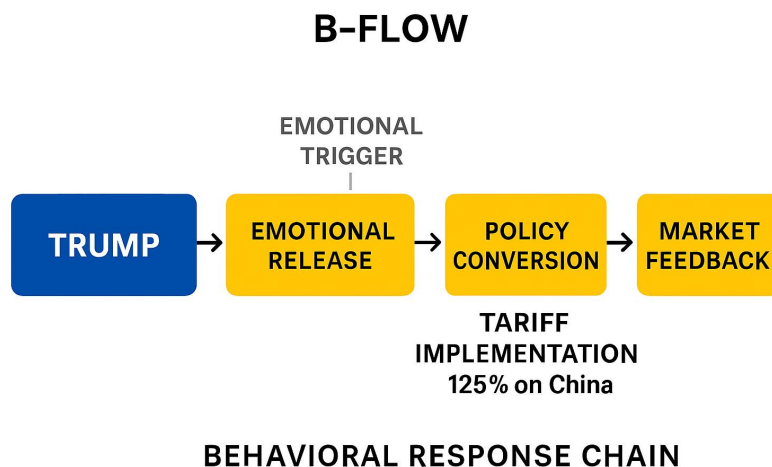 B–FLOW
EMOTIONAL
TRIGGER
TRUMP
EMOTIONAL
RELEASE
POLICY
CONVERSION
MARKET
FEEDBACK
TARIFF
IMPLEMENTATION
125% on China
BEHAVIORAL RESPONSE CHAIN